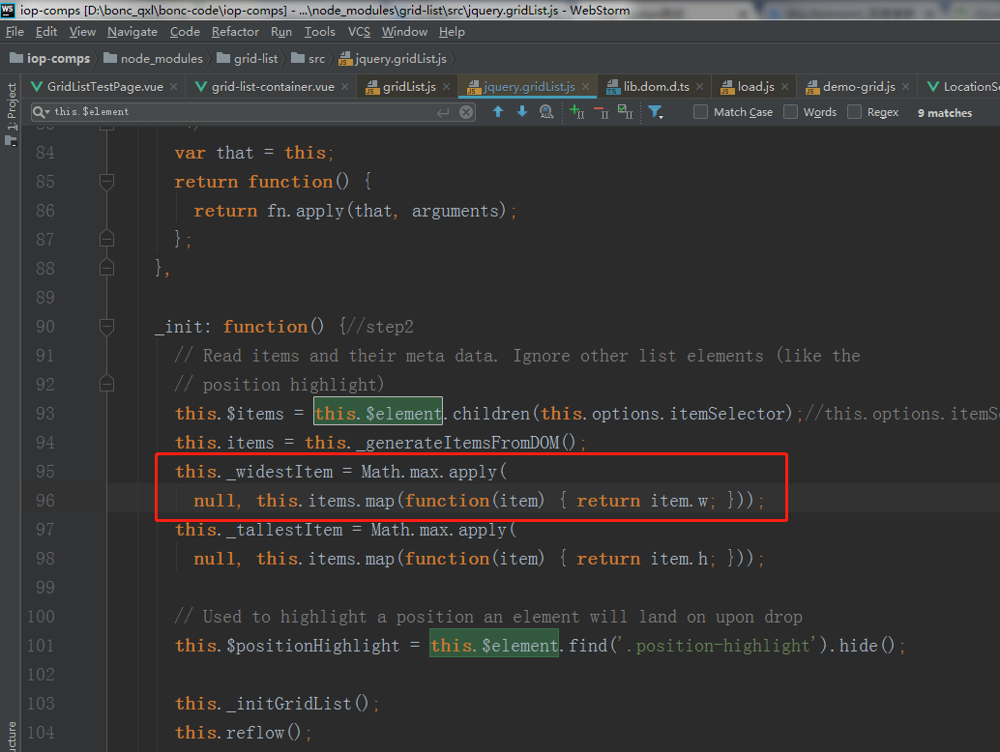 WS iop-comps [D:\bonc_qxl\bonc-code\iop-comps] - ...\node_modules\grid-list\src\jquery.gridList.js - WebStorm
File Edit View Navigate Code Refactor Run Tools VCS Window Help
iop-comps node_modules grid-list src jquery.gridList.js
1: Project
GridListTestPage.vue grid-list-container.vue gridList.js jquery.gridList.js lib.dom.d.ts load.js demo-grid.js LocationSe
this.$element Match Case Words Regex 9 matches
84 var that = this;
85 return function() {
86 return fn.apply(that, arguments);
87 };
88 },
89
90 _init: function() {//step2
91 // Read items and their meta data. Ignore other list elements (like the
92 // position highlight)
93 this.$items = this.$element.children(this.options.itemSelector);//this.options.itemS
94 this.items = this._generateItemsFromDOM();
95 this._widestItem = Math.max.apply(
96 null, this.items.map(function(item) { return item.w; }));
97 this._tallestItem = Math.max.apply(
98 null, this.items.map(function(item) { return item.h; }));
99
100 // Used to highlight a position an element will land on upon drop
101 this.$positionHighlight = this.$element.find('.position-highlight').hide();
102
103 this._initGridList();
104 this.reflow();
ucture